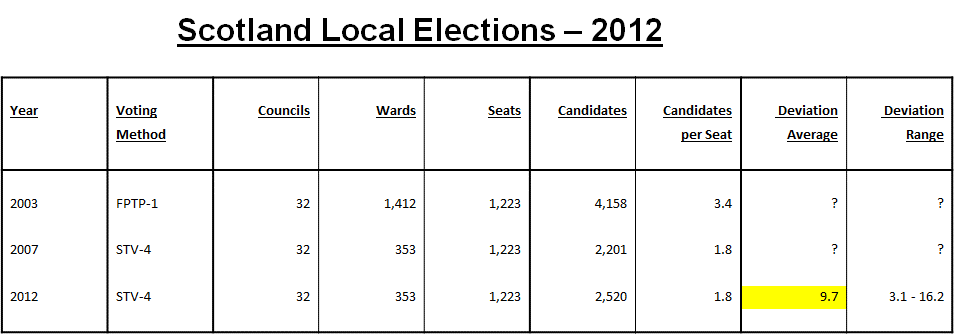 Scotland Local Elections – 2012
Year Voting Method Councils Wards Seats Candidates Candidates per Seat Deviation Average Deviation Range
2003 FPTP-1 32 1,412 1,223 4,158 3.4 ? ?
2007 STV-4 32 353 1,223 2,201 1.8 ? ?
2012 STV-4 32 353 1,223 2,520 1.8 9.7 3.1 - 16.2